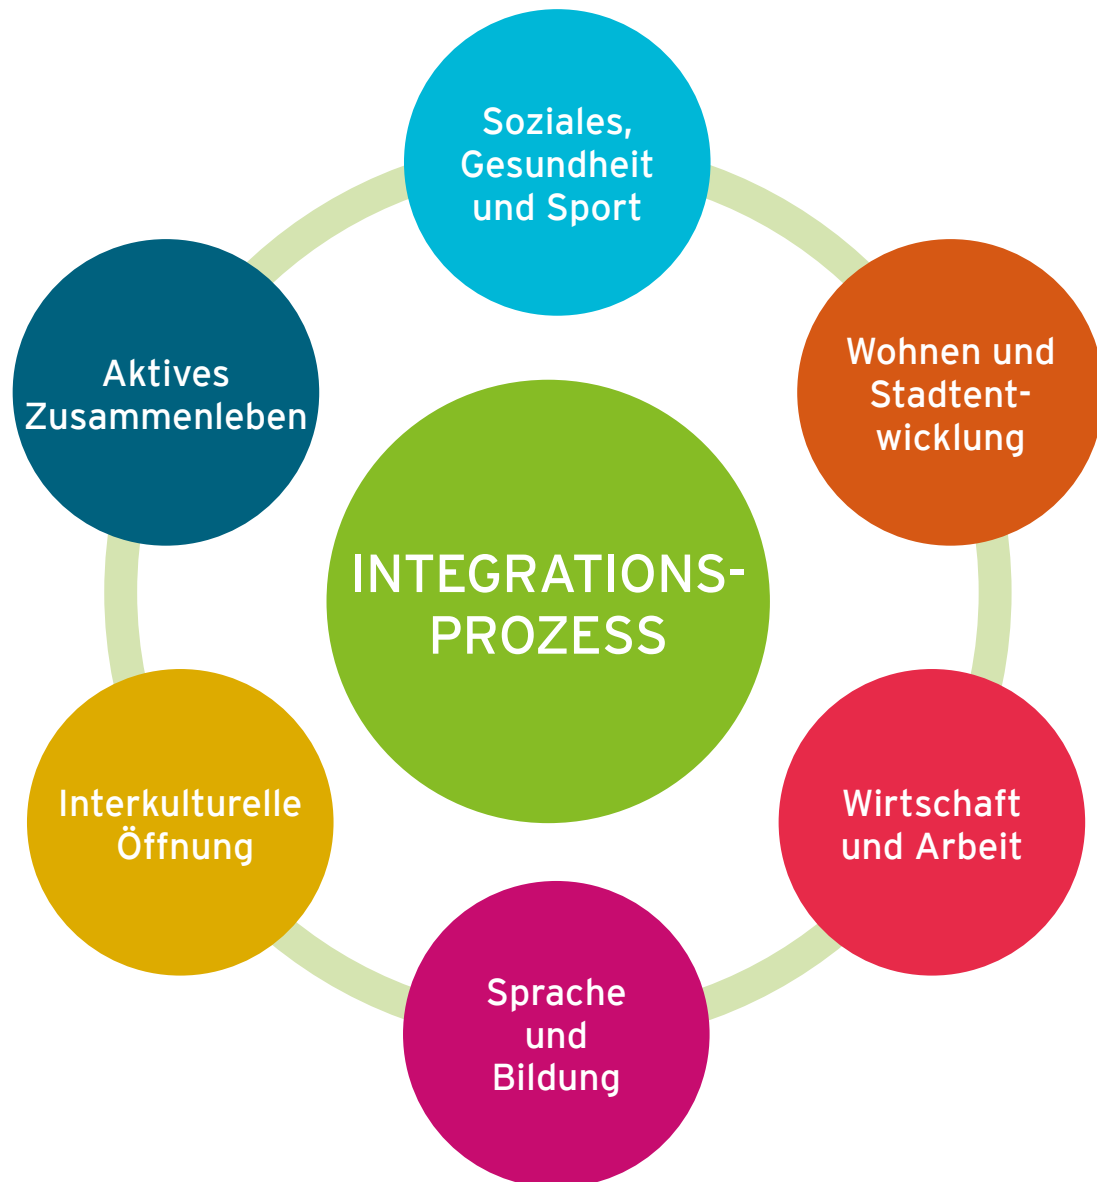 Soziales,
Gesundheit
und Sport
Wohnen und
Stadtent-
wicklung
Aktives
Zusammenleben
INTEGRATIONS-
PROZESS
Interkulturelle
Öffnung
Wirtschaft
und Arbeit
Sprache
und
Bildung